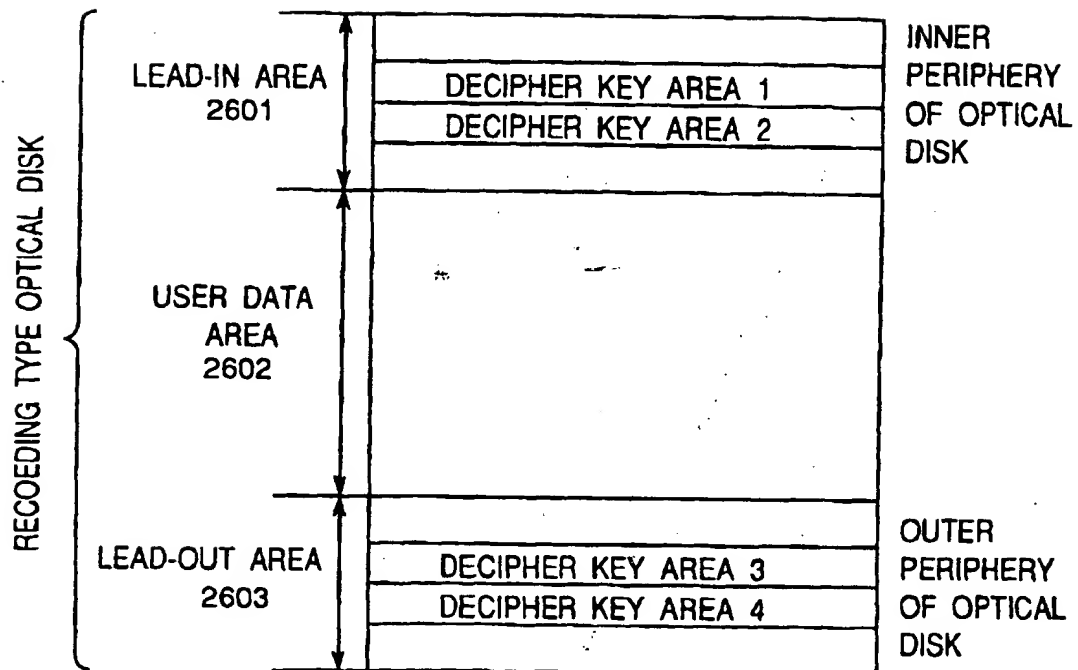 RECOEDING TYPE OPTICAL DISK
LEAD-IN AREA
2601
DECIPHER KEY AREA 1
DECIPHER KEY AREA 2
INNER
PERIPHERY
OF OPTICAL
DISK
USER DATA
AREA
2602
LEAD-OUT AREA
2603
DECIPHER KEY AREA 3
DECIPHER KEY AREA 4
OUTER
PERIPHERY
OF OPTICAL
DISK